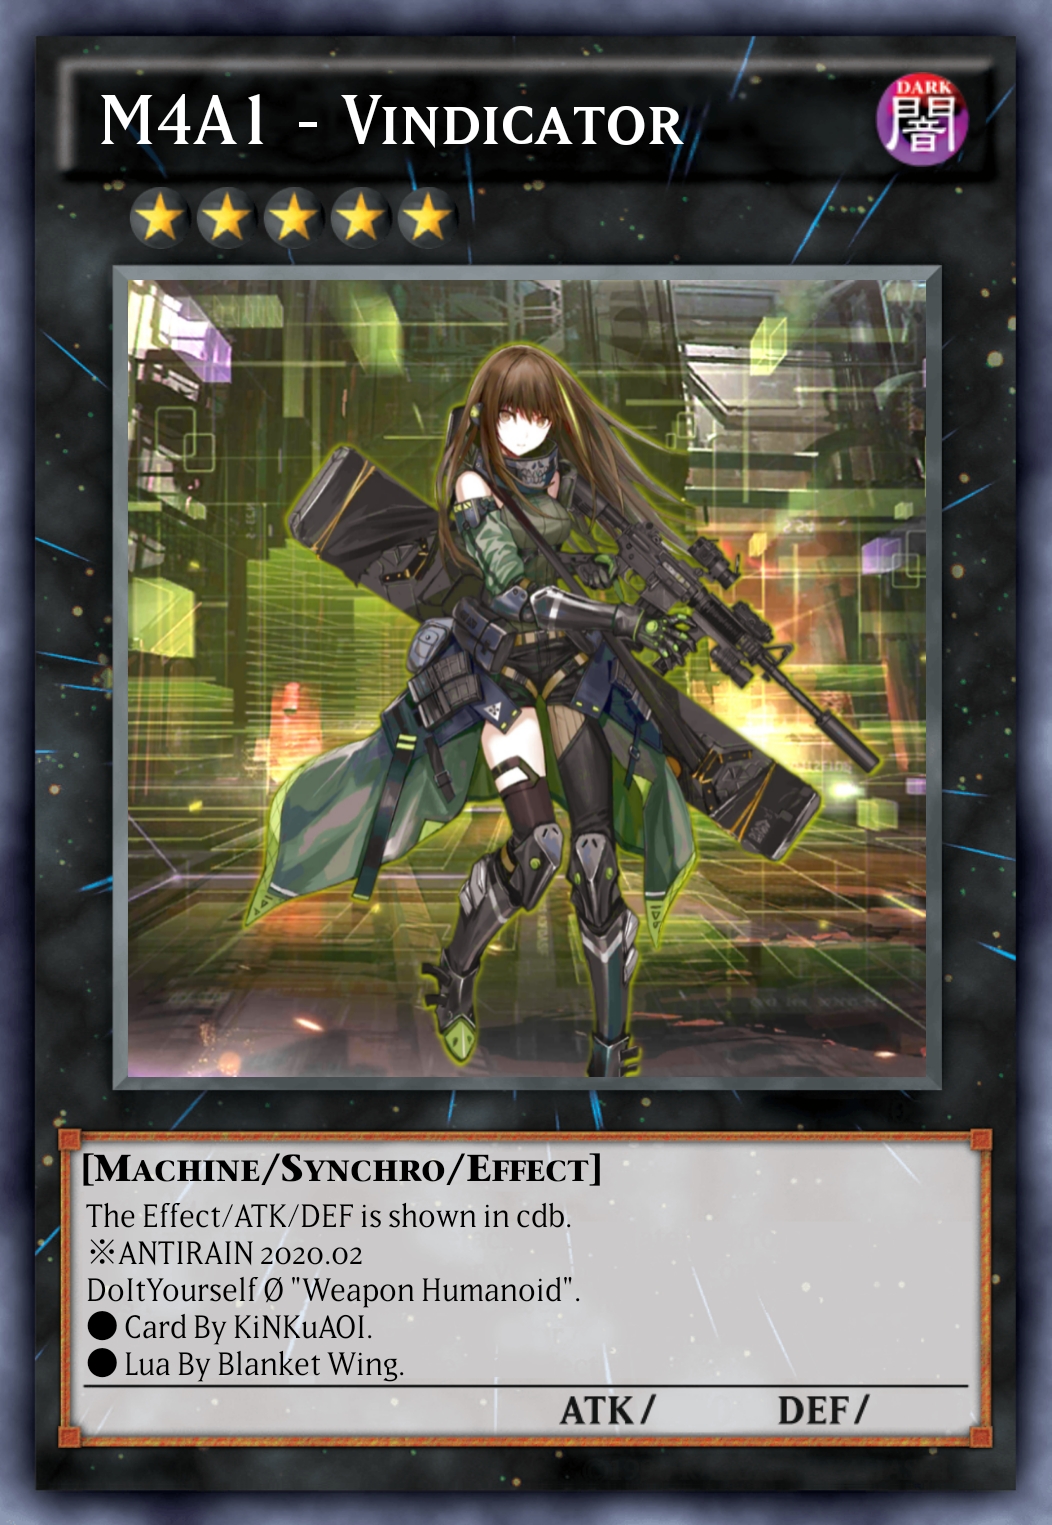 M4A1 - Vindicator
DARK
闇
[Machine/Synchro/Effect]
The Effect/ATK/DEF is shown in cdb.
※ANTIRAIN 2020.02
DoItYourself Ø "Weapon Humanoid".
● Card By KiNKuAOI.
● Lua By Blanket Wing.
ATK/ DEF/